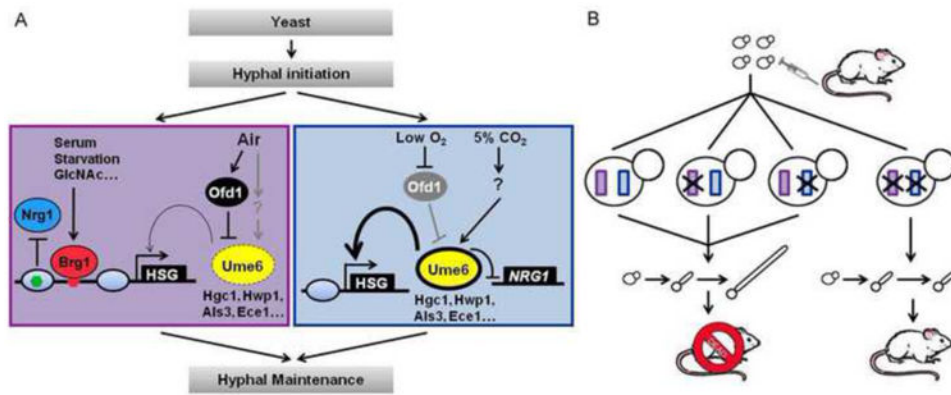 A
Yeast
Hyphal initiation
Serum
Starvation
GlcNAc...
Air
Ofd1
?
Nrg1
Brg1
HSG
Ume6
Hgc1, Hwp1,
Als3, Ece1...
Low O₂
5% CO₂
Ofd1
?
Ume6
HSG
NRG1
Hgc1, Hwp1,
Als3, Ece1...
Hyphal Maintenance
B
DEAD